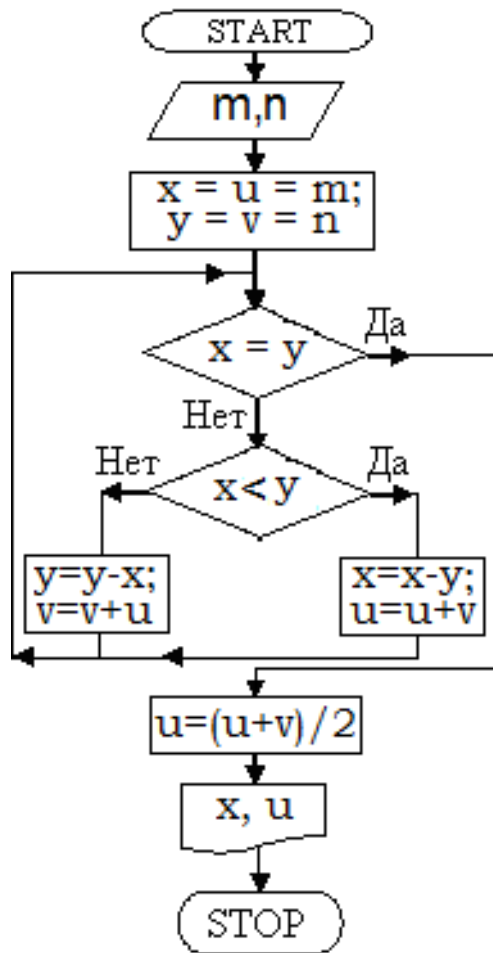 START
m,n
x = u = m;
y = v = n
Да
x = y
Нет
Нет
Да
x< y
y=y-x;
v=v+u
x=x-y;
u=u+v
u=(u+v)/2
x, u
STOP